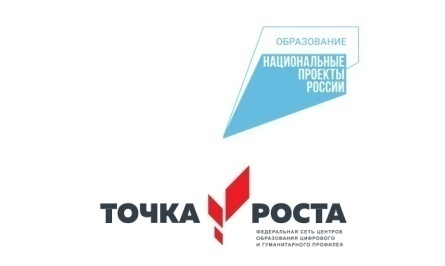 ОБРАЗОВАНИЕ
НАЦИОНАЛЬНЫЕ
ПРОЕКТЫ
РОССИИ
ТОЧКА РОСТА
ФЕДЕРАЛЬНАЯ СЕТЬ ЦЕНТРОВ
ОБРАЗОВАНИЯ ЦИФРОВОГО
И ГУМАНИТАРНОГО ПРОФИЛЕЙ